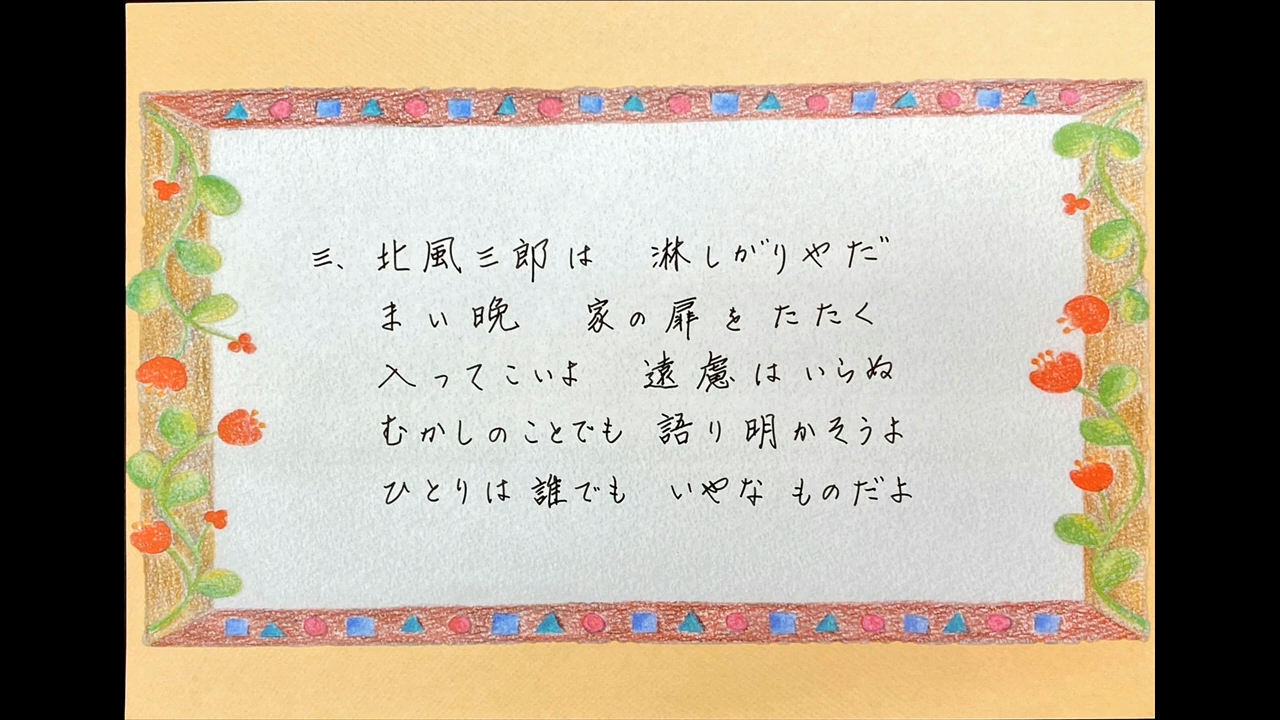 三、北風三郎は　淋しがりやだ
まい晩　家の扉を たたく
入ってこいよ　遠慮はいらぬ
むかしのことでも 語り明かそうよ
ひとりは誰でも　いやな ものだよ